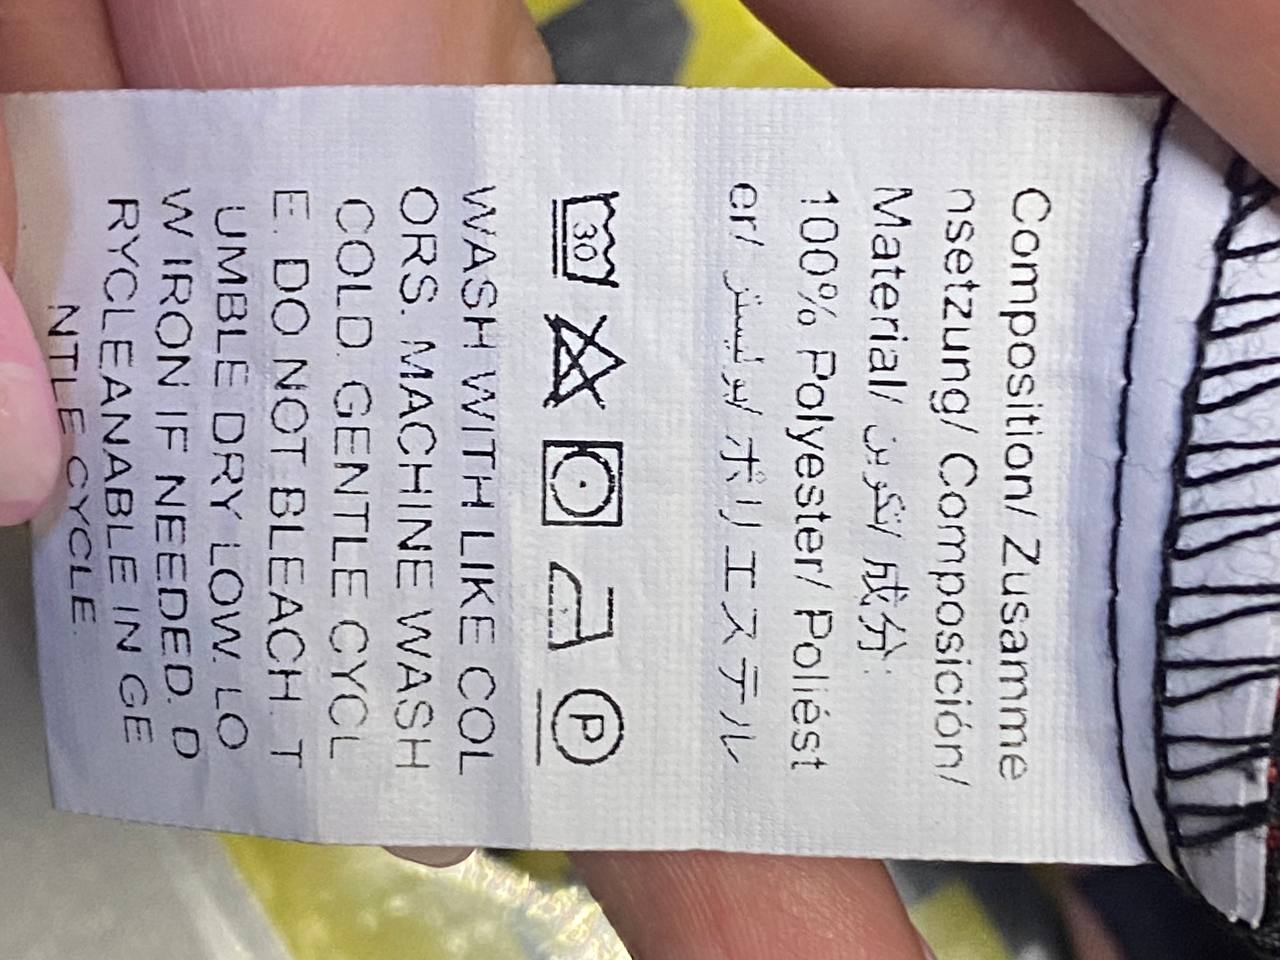 Composition/ Zusamme
nsetzung/ Composición/
Material/ تكوين/ 成分:
100% Polyester/ Poliést
er/ بوليستر/ ポリエステル
30
P
WASH WITH LIKE COL
ORS. MACHINE WASH
COLD. GENTLE CYCL
E. DO NOT BLEACH. T
UMBLE DRY LOW. LO
W IRON IF NEEDED. D
RYCLEANABLE IN GE
NTLE CYCLE.